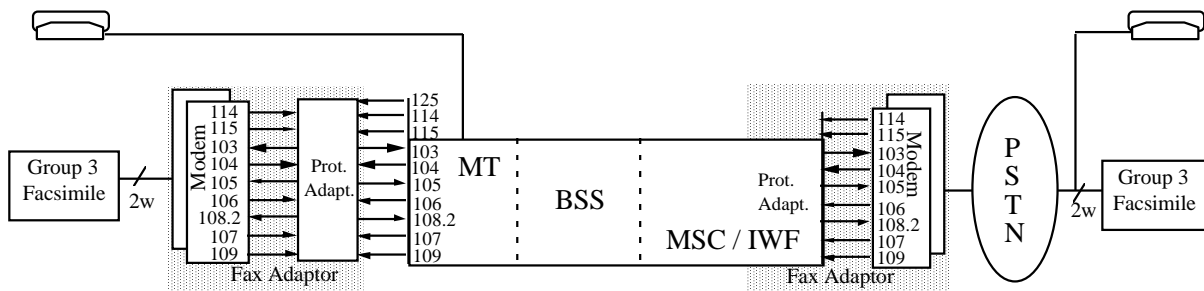 Group 3
Facsimile
2w
Modem
114
115
103
104
105
106
108.2
107
109
Prot.
Adapt.
Fax Adaptor
125
114
115
103
104
105
106
108.2
107
109
MT
BSS
MSC / IWF
Prot.
Adapt.
Fax Adaptor
114
115
103
104
105
106
108.2
107
109
Modem
P
S
T
N
2w
Group 3
Facsimile